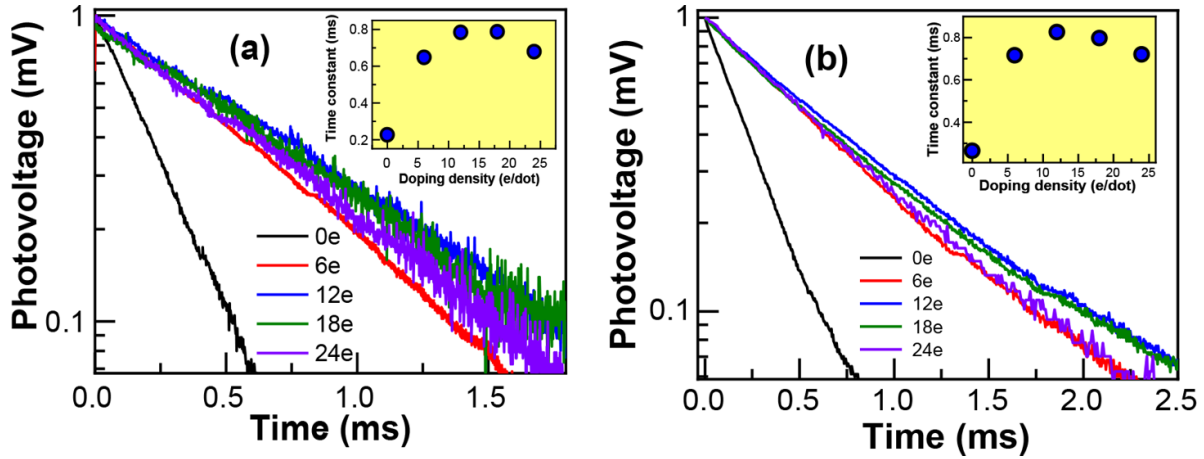 (a)
Photovoltage (mV)
1
0.1
0.0
0.5
1.0
1.5
Time (ms)
0e
6e
12e
18e
24e
Time constant (ms)
0.8
0.6
0.4
0.2
0
5
10
15
20
25
Doping density (e/dot)
(b)
Photovoltage (mV)
1
0.1
0.0
0.5
1.0
1.5
2.0
2.5
Time (ms)
0e
6e
12e
18e
24e
Time constant (ms)
0.8
0.6
0.4
0
5
10
15
20
25
Doping density (e/dot)